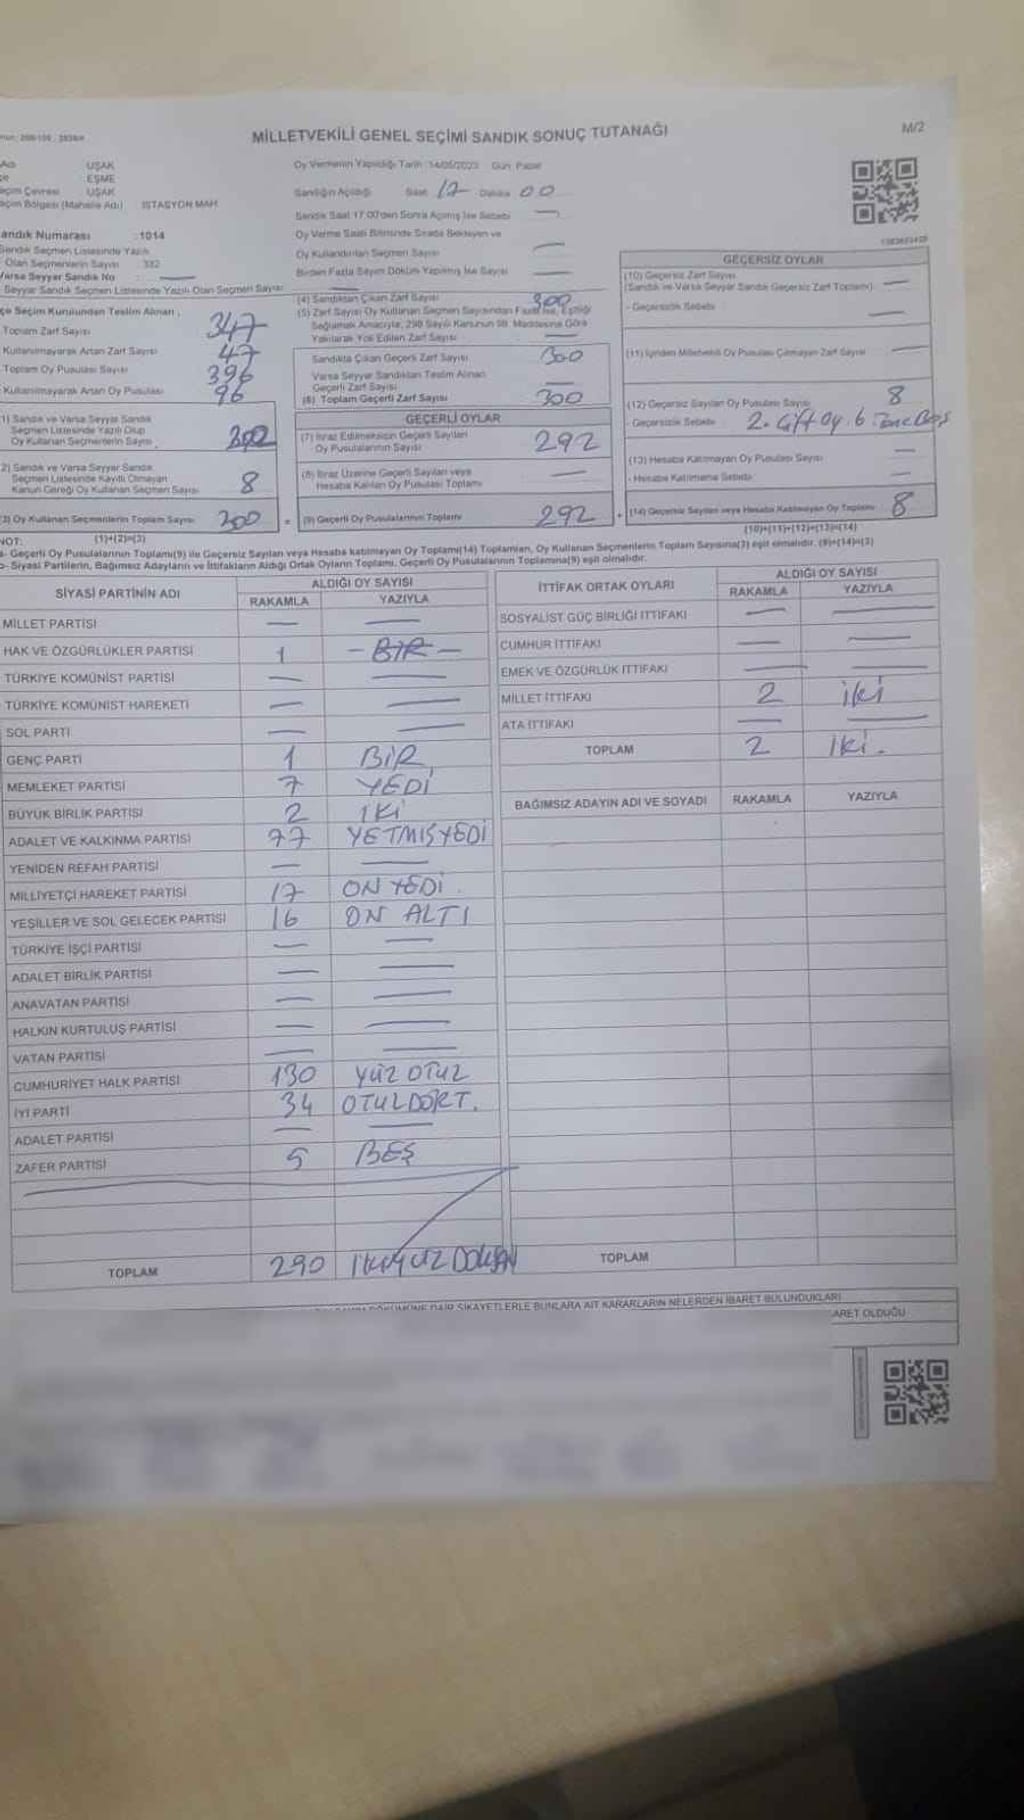 MİLLETVEKİLİ GENEL SEÇİMİ SANDIK SONUÇ TUTANAĞI
M/2
UŞAK
EŞME
Seçim Çevresi UŞAK
Seçim Bölgesi (Mahalle Adı) İSTASYON MAH
Sandık Numarası : 1014
Sandık Seçmen Listesinde Yazılı
Olan Seçmenlerin Sayısı : 332
Varsa Seyyar Sandık No —
Seyyar Sandık Seçmen Listesinde Yazılı Olan Seçmen Sayısı —
İlçe Seçim Kurulundan Teslim Alınan ;
Toplam Zarf Sayısı 347
Kullanılmayarak Artan Zarf Sayısı 47
Toplam Oy Pusulası Sayısı 396
Kullanılmayarak Artan Oy Pusulası 96
(1) Sandık ve Varsa Seyyar Sandık
Seçmen Listesinde Yazılı Olup
Oy Kullanan Seçmenlerin Sayısı
(2) Sandık ve Varsa Seyyar Sandık
Seçmen Listesinde Kayıtlı Olmayan
Kanun Gereği Oy Kullanan Seçmen Sayısı 8
(3) Oy Kullanan Seçmenlerin Toplam Sayısı 300
(1)+(2)=(3)
Oy Vermenin Yapıldığı Tarih : 14/05/2023 Gün: Pazar
Sandığın Açıldığı Saat 17 Dakika 00
Sandık Saat 17:00'den Sonra Açılmış İse Sebebi —
Oy Verme Saati Bitiminde Sırada Bekleyen ve
Oy Kullandırılan Seçmen Sayısı —
Birden Fazla Sayım Döküm Yapılmış İse Sayısı —
(4) Sandıktan Çıkan Zarf Sayısı 300
(5) Zarf Sayısı Oy Kullanan Seçmen Sayısından Fazla İse, Eşitliği
Sağlamak Amacıyla, 298 Sayılı Kanunun 98. Maddesine Göre
Yakılarak Yok Edilen Zarf Sayısı —
Sandıkta Çıkan Geçerli Zarf Sayısı 300
Varsa Seyyar Sandıktan Teslim Alınan
Geçerli Zarf Sayısı —
(6) Toplam Geçerli Zarf Sayısı 300
GEÇERLİ OYLAR
(7) İtiraz Edilmeksizin Geçerli Sayılan
Oy Pusulalarının Sayısı 292
(8) İtiraz Üzerine Geçerli Sayılan veya
Hesaba Katılan Oy Pusulası Toplamı —
= (9) Geçerli Oy Pusulalarının Toplamı 292 +
GEÇERSİZ OYLAR
(10) Geçersiz Zarf Sayısı
(Sandık ve Varsa Seyyar Sandık Geçersiz Zarf Toplamı) —
- Geçersizlik Sebebi —
(11) İçinden Milletvekili Oy Pusulası Çıkmayan Zarf Sayısı —
(12) Geçersiz Sayılan Oy Pusulası Sayısı 8
- Geçersizlik Sebebi 2. Çift Oy. 6 Tane Boş
(13) Hesaba Katılmayan Oy Pusulası Sayısı —
- Hesaba Katılmama Sebebi —
(14) Geçersiz Sayılan veya Hesaba Katılmayan Oy Toplamı 8
(10)+(11)+(12)+(13)=(14)
NOT:
a- Geçerli Oy Pusulalarının Toplamı(9) ile Geçersiz Sayılan veya Hesaba katılmayan Oy Toplamı(14) Toplamları, Oy Kullanan Seçmenlerin Toplam Sayısına(3) eşit olmalıdır. (9)+(14)=(3)
b- Siyasi Partilerin, Bağımsız Adayların ve İttifakların Aldığı Ortak Oyların Toplamı, Geçerli Oy Pusulalarının Toplamına(9) eşit olmalıdır.
SİYASİ PARTİNİN ADI ALDIĞI OY SAYISI
RAKAMLA YAZIYLA
MİLLET PARTİSİ — —
HAK VE ÖZGÜRLÜKLER PARTİSİ 1 - BİR -
TÜRKİYE KOMÜNİST PARTİSİ — —
TÜRKİYE KOMÜNİST HAREKETİ — —
SOL PARTİ — —
GENÇ PARTİ 1 BİR
MEMLEKET PARTİSİ 7 YEDİ
BÜYÜK BİRLİK PARTİSİ 2 İKİ
ADALET VE KALKINMA PARTİSİ 77 YETMİŞYEDİ
YENİDEN REFAH PARTİSİ — —
MİLLİYETÇİ HAREKET PARTİSİ 17 ON YEDİ.
YEŞİLLER VE SOL GELECEK PARTİSİ 16 ON ALTI
TÜRKİYE İŞÇİ PARTİSİ — —
ADALET BİRLİK PARTİSİ — —
ANAVATAN PARTİSİ — —
HALKIN KURTULUŞ PARTİSİ — —
VATAN PARTİSİ — —
CUMHURİYET HALK PARTİSİ 130 YÜZ OTUZ
İYİ PARTİ 34 OTUZDÖRT.
ADALET PARTİSİ — —
ZAFER PARTİSİ 5 BEŞ
TOPLAM 290 İKİYÜZ DOKSAN
İTTİFAK ORTAK OYLARI ALDIĞI OY SAYISI
RAKAMLA YAZIYLA
SOSYALİST GÜÇ BİRLİĞİ İTTİFAKI — —
CUMHUR İTTİFAKI — —
EMEK VE ÖZGÜRLÜK İTTİFAKI — —
MİLLET İTTİFAKI 2 iki
ATA İTTİFAKI — —
TOPLAM 2 iki.
BAĞIMSIZ ADAYIN ADI VE SOYADI RAKAMLA YAZIYLA
TOPLAM
DÖKÜMÜNE DAİR ŞİKAYETLERLE BUNLARA AİT KARARLARIN NELERDEN İBARET BULUNDUKLARI
İBARET OLDUĞU